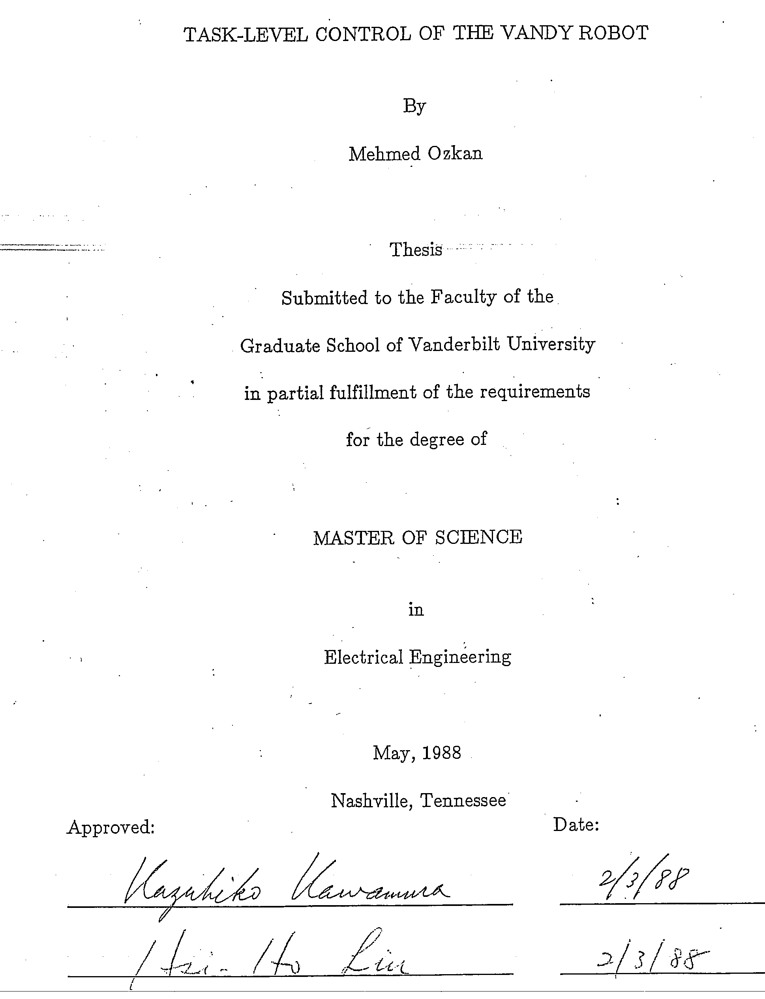 TASK-LEVEL CONTROL OF THE VANDY ROBOT
By
Mehmed Ozkan
Thesis
Submitted to the Faculty of the
Graduate School of Vanderbilt University
in partial fulfillment of the requirements
for the degree of
MASTER OF SCIENCE
in
Electrical Engineering
May, 1988
Nashville, Tennessee
Approved: Date:
Kazuhiko Kawamura 2/3/88
Hsi-Ho Liu 2/3/88